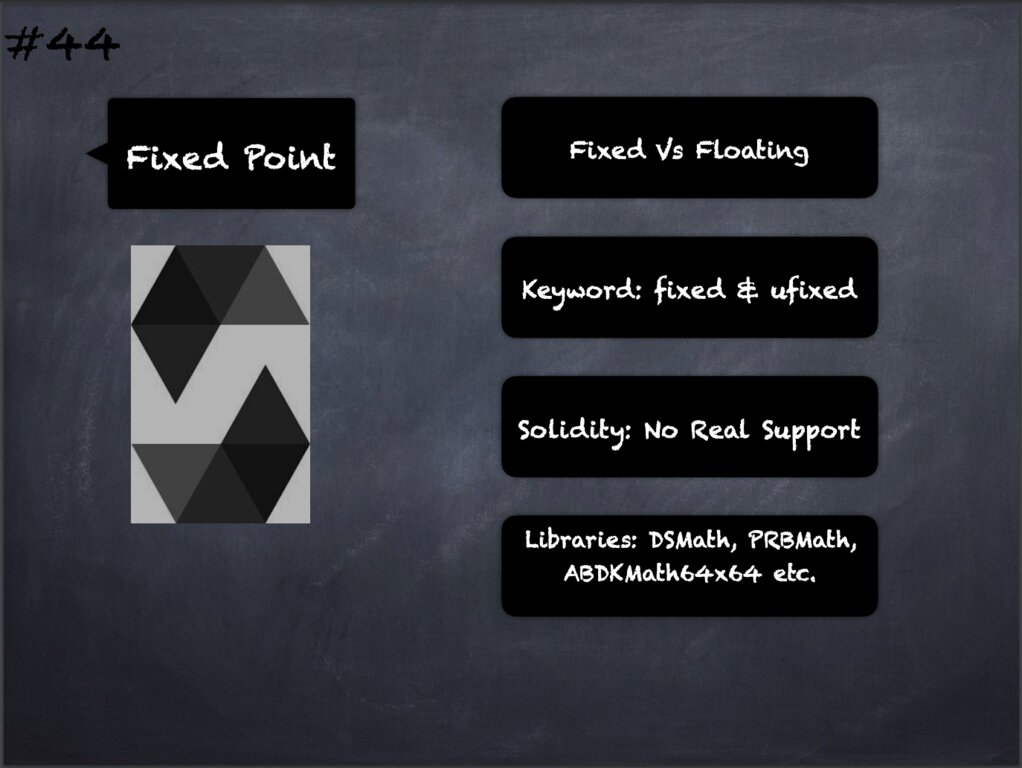 #44
Fixed Point
Fixed Vs Floating
Keyword: fixed & ufixed
Solidity: No Real Support
Libraries: DSMath, PRBMath,
ABDKMath64x64 etc.